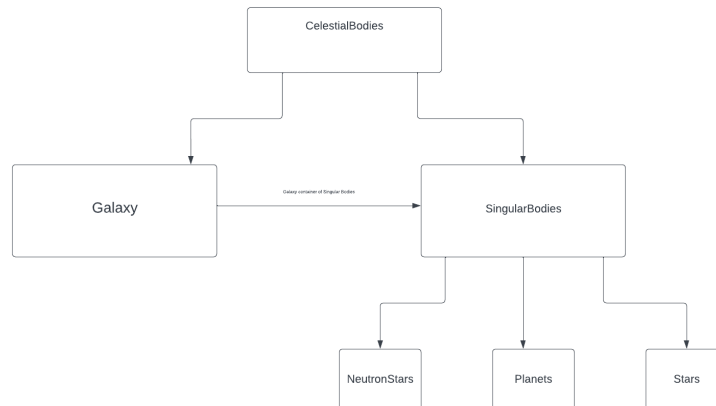 CelestialBodies
Galaxy
Galaxy container of Singular Bodies
SingularBodies
NeutronStars
Planets
Stars